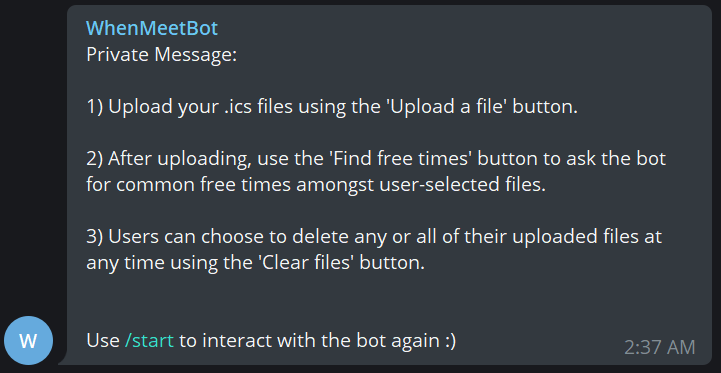 WhenMeetBot
Private Message:
1) Upload your .ics files using the 'Upload a file' button.
2) After uploading, use the 'Find free times' button to ask the bot
for common free times amongst user-selected files.
3) Users can choose to delete any or all of their uploaded files at
any time using the 'Clear files' button.
W
Use /start to interact with the bot again :)
2:37 AM